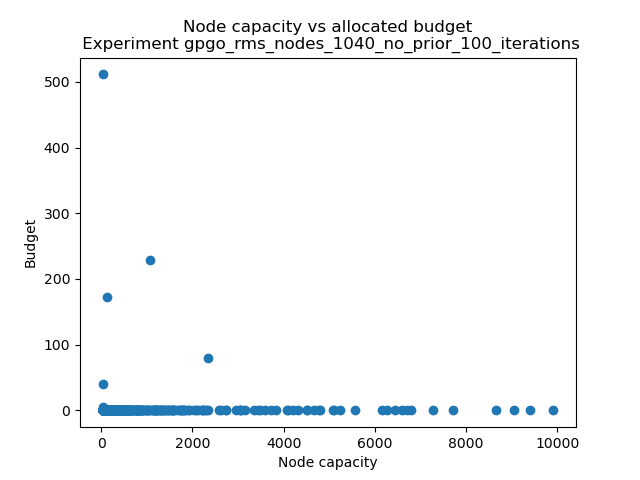 Node capacity vs allocated budget
Experiment gpgo_rms_nodes_1040_no_prior_100_iterations
500
400
300
200
100
0
Budget
0 2000 4000 6000 8000 10000
Node capacity